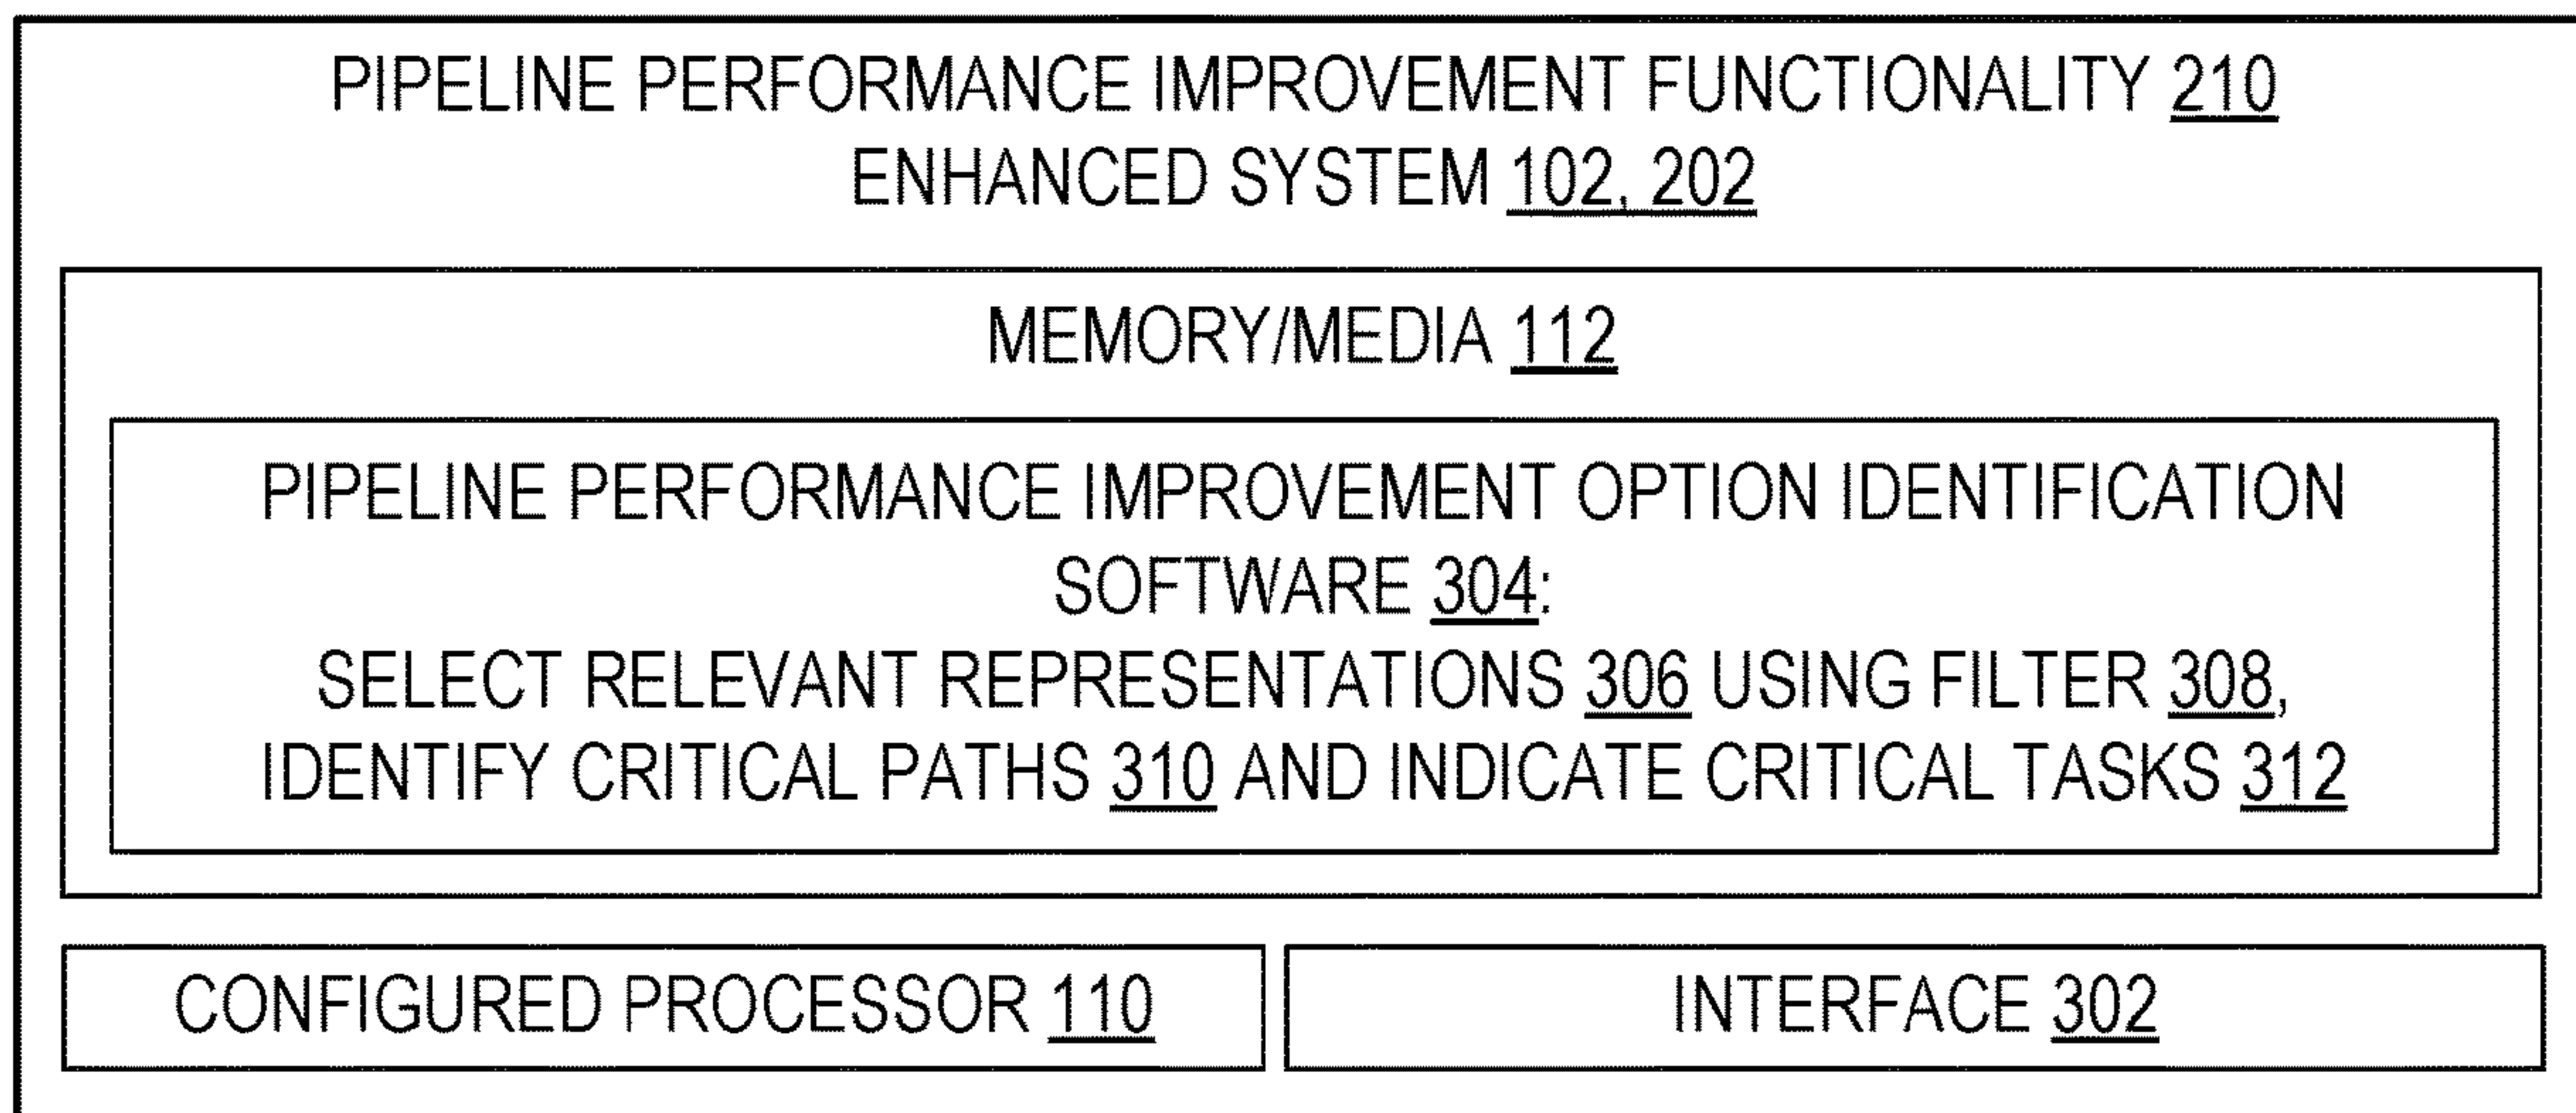 PIPELINE PERFORMANCE IMPROVEMENT FUNCTIONALITY 210
ENHANCED SYSTEM 102, 202
MEMORY/MEDIA 112
PIPELINE PERFORMANCE IMPROVEMENT OPTION IDENTIFICATION
SOFTWARE 304:
SELECT RELEVANT REPRESENTATIONS 306 USING FILTER 308,
IDENTIFY CRITICAL PATHS 310 AND INDICATE CRITICAL TASKS 312
CONFIGURED PROCESSOR 110
INTERFACE 302